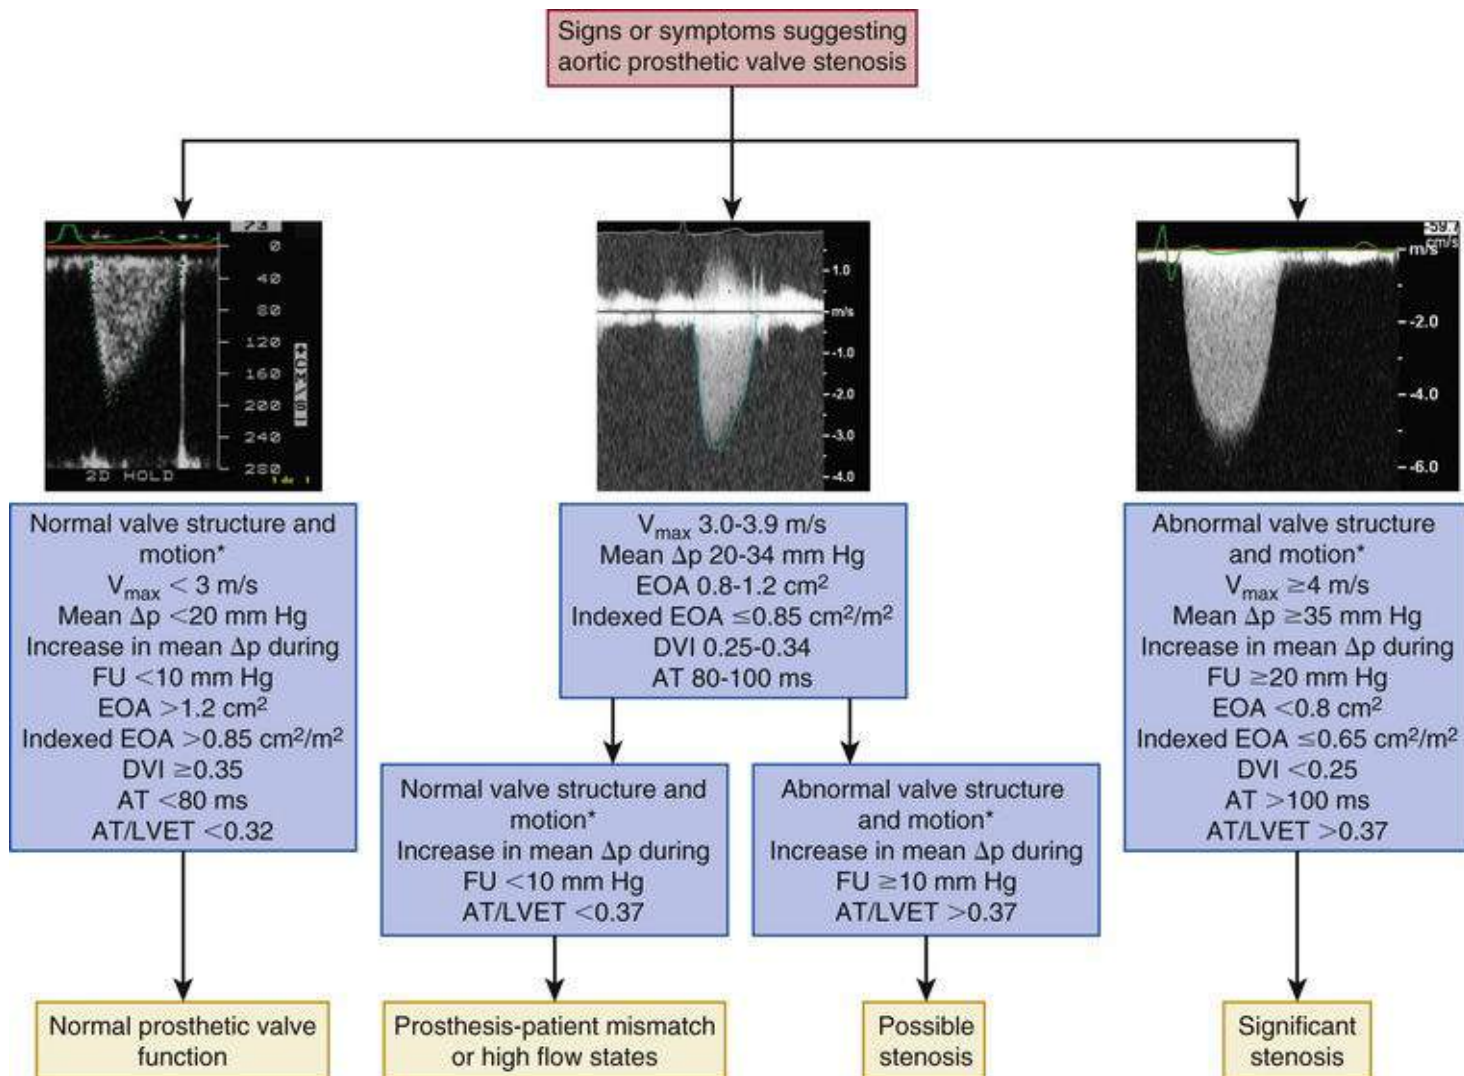 Signs or symptoms suggesting
aortic prosthetic valve stenosis
73
0
40
80
120
160
200
240
280
2D HOLD
1.0
m/s
-1.0
-2.0
-3.0
-4.0
-59.7
cm/s
m/s
-2.0
-4.0
-6.0
Normal valve structure and
motion*
Vmax < 3 m/s
Mean Δp <20 mm Hg
Increase in mean Δp during
FU <10 mm Hg
EOA >1.2 cm²
Indexed EOA >0.85 cm²/m²
DVI ≥0.35
AT <80 ms
AT/LVET <0.32
Vmax 3.0-3.9 m/s
Mean Δp 20-34 mm Hg
EOA 0.8-1.2 cm²
Indexed EOA ≤0.85 cm²/m²
DVI 0.25-0.34
AT 80-100 ms
Abnormal valve structure
and motion*
Vmax ≥4 m/s
Mean Δp ≥35 mm Hg
Increase in mean Δp during
FU ≥20 mm Hg
EOA <0.8 cm²
Indexed EOA ≤0.65 cm²/m²
DVI <0.25
AT >100 ms
AT/LVET >0.37
Normal valve structure and
motion*
Increase in mean Δp during
FU <10 mm Hg
AT/LVET <0.37
Abnormal valve structure
and motion*
Increase in mean Δp during
FU ≥10 mm Hg
AT/LVET >0.37
Normal prosthetic valve
function
Prosthesis-patient mismatch
or high flow states
Possible
stenosis
Significant
stenosis